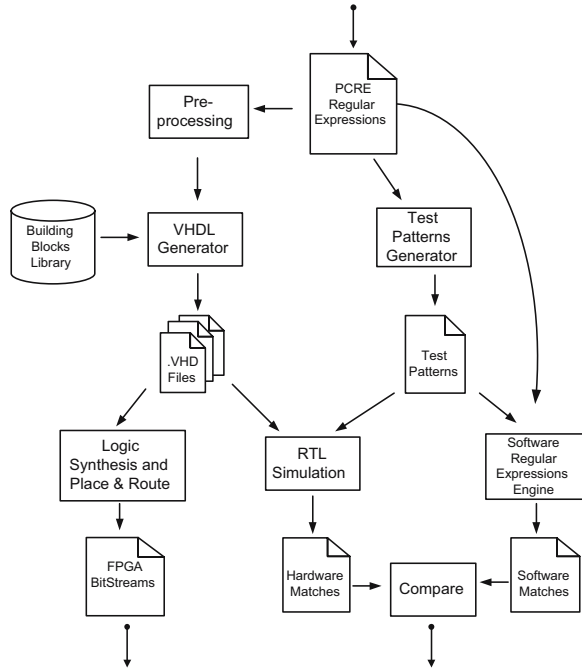 PCRE
Regular
Expressions
Pre-
processing
Building
Blocks
Library
VHDL
Generator
Test
Patterns
Generator
.VHD
Files
Test
Patterns
Logic
Synthesis and
Place & Route
RTL
Simulation
Software
Regular
Expressions
Engine
FPGA
BitStreams
Hardware
Matches
Compare
Software
Matches